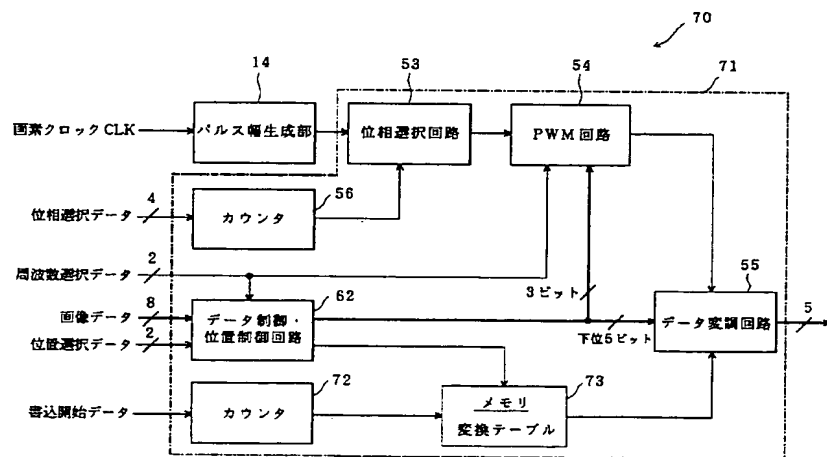 70
14
53
54
71
画素クロックCLK
パルス幅生成部
位相選択回路
PWM回路
位相選択データ
4
カウンタ
56
周波数選択データ
2
3ビット
55
画像データ
8
データ制御・
位置制御回路
62
データ変調回路
5
位置選択データ
2
下位5ビット
書込開始データ
カウンタ
72
メモリ
変換テーブル
73